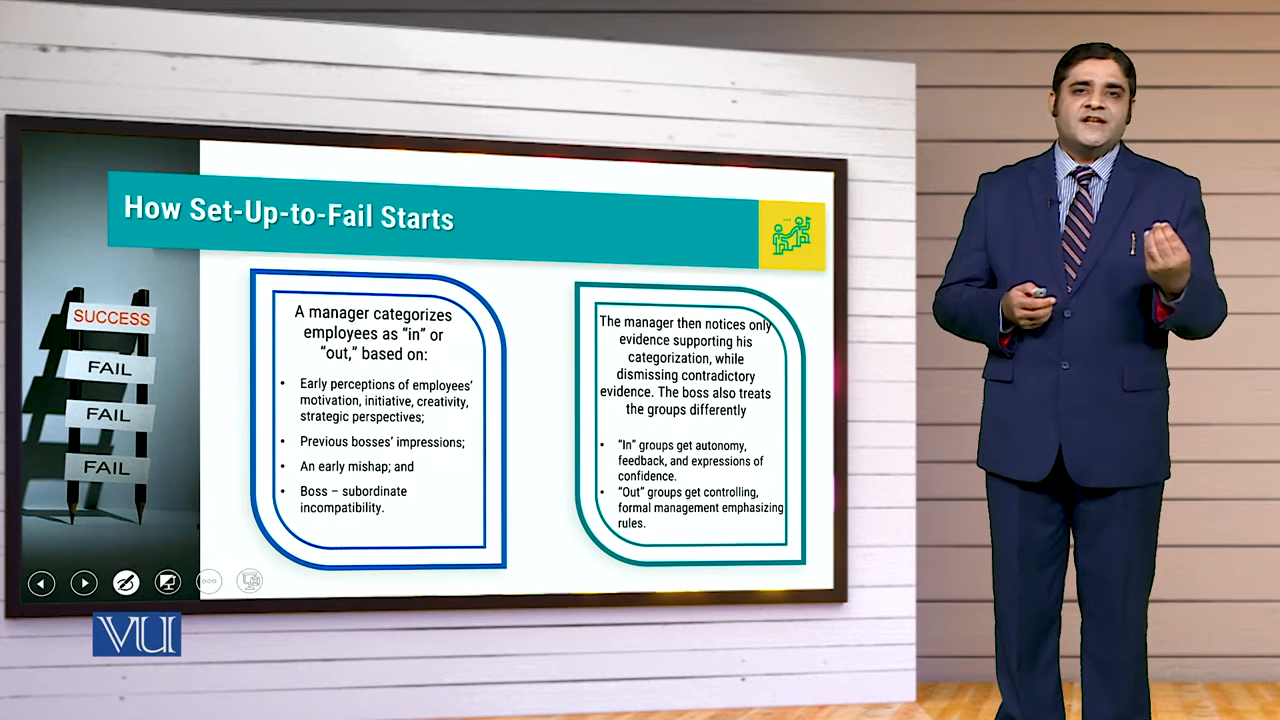 How Set-Up-to-Fail Starts
SUCCESS
FAIL
FAIL
FAIL
A manager categorizes
employees as “in” or
“out,” based on:
• Early perceptions of employees’
motivation, initiative, creativity,
strategic perspectives;
• Previous bosses’ impressions;
• An early mishap; and
• Boss – subordinate
incompatibility.
The manager then notices only
evidence supporting his
categorization, while
dismissing contradictory
evidence. The boss also treats
the groups differently
• “In” groups get autonomy,
feedback, and expressions of
confidence.
• “Out” groups get controlling,
formal management emphasizing
rules.
VU